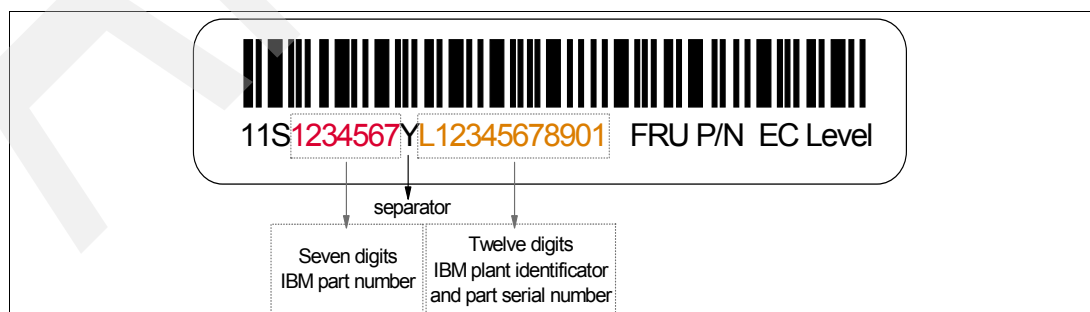 11S1234567YL12345678901 FRU P/N EC Level
separator
Seven digits
IBM part number
Twelve digits
IBM plant identificator
and part serial number